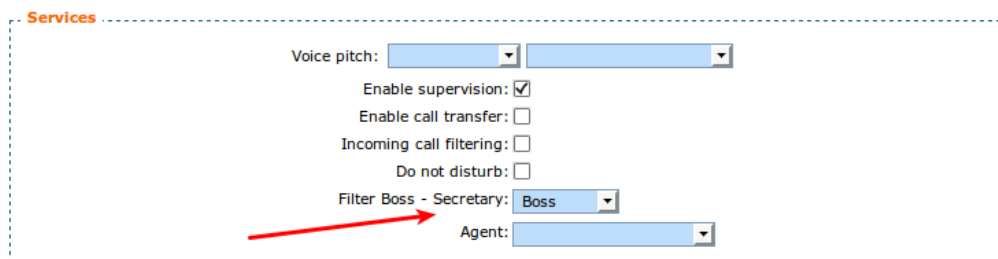 Services
Voice pitch:
Enable supervision:
Enable call transfer:
Incoming call filtering:
Do not disturb:
Filter Boss - Secretary: Boss
Agent: